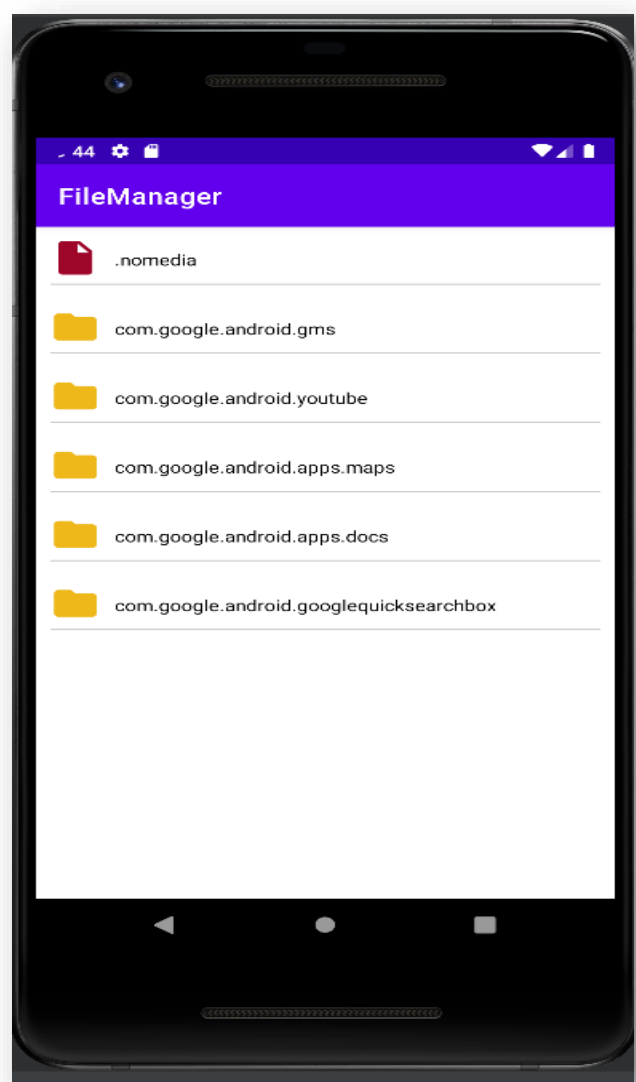 44
FileManager
.nomedia
com.google.android.gms
com.google.android.youtube
com.google.android.apps.maps
com.google.android.apps.docs
com.google.android.googlequicksearchbox